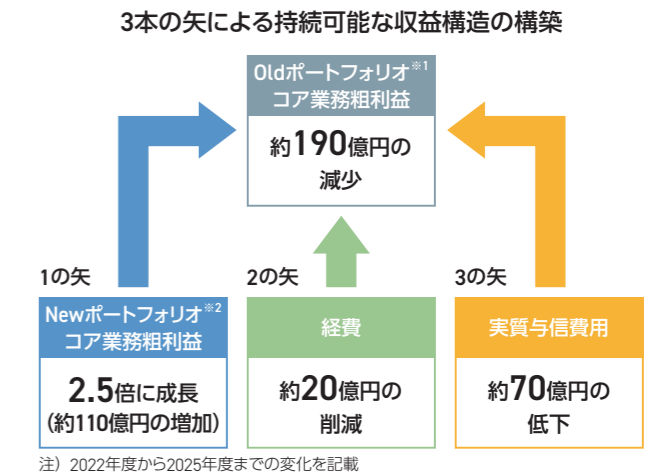 3本の矢による持続可能な収益構造の構築
Oldポートフォリオ※1
コア業務粗利益
約190億円の
減少
1の矢
Newポートフォリオ※2
コア業務粗利益
2.5倍に成長
(約110億円の増加)
2の矢
経費
約20億円の
削減
3の矢
実質与信費用
約70億円の
低下
注）2022年度から2025年度までの変化を記載